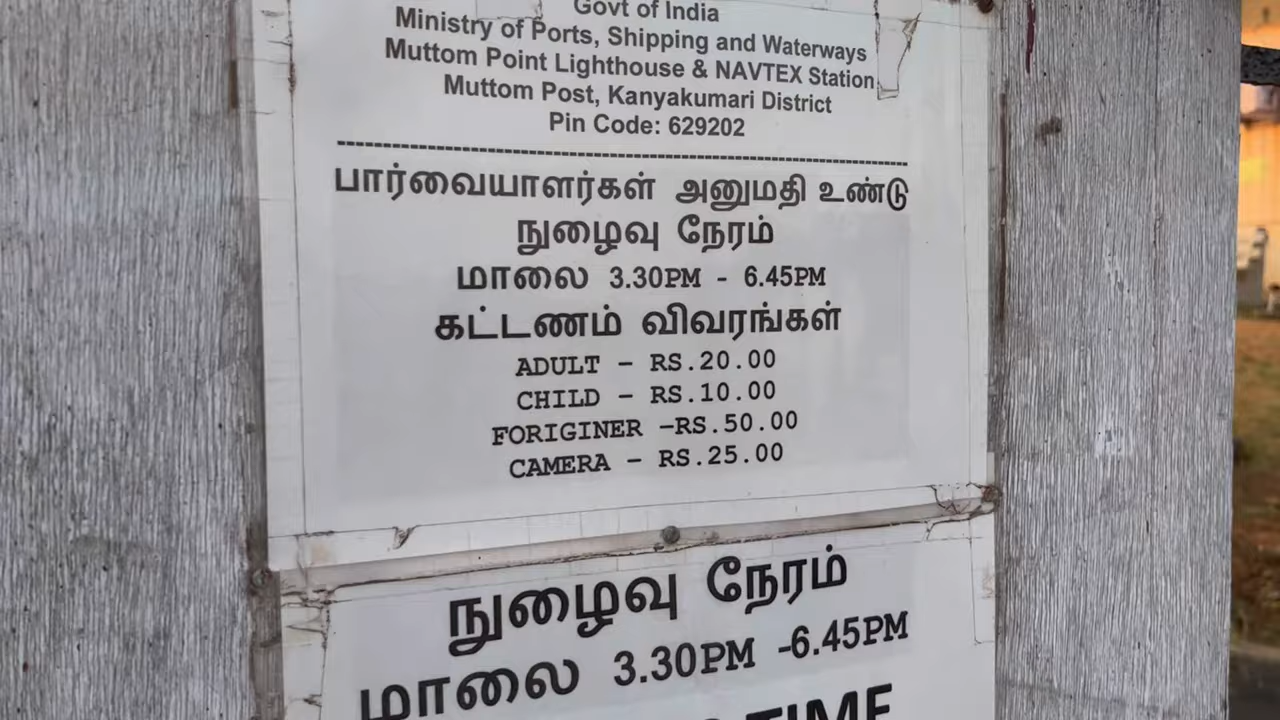 Govt of India
Ministry of Ports, Shipping and Waterways
Muttom Point Lighthouse & NAVTEX Station,
Muttom Post, Kanyakumari District
Pin Code: 629202
பார்வையாளர்கள் அனுமதி உண்டு
நுழைவு நேரம்
மாலை 3.30PM - 6.45PM
கட்டணம் விவரங்கள்
ADULT - RS.20.00
CHILD - RS.10.00
FORIGINER -RS.50.00
CAMERA - RS.25.00
நுழைவு நேரம்
மாலை 3.30PM -6.45PM
TIME